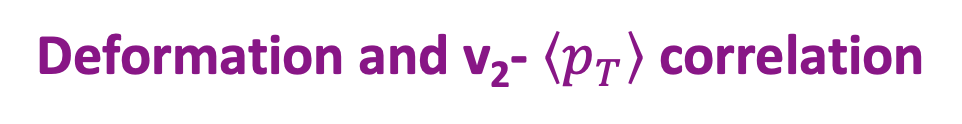 Deformation and v₂- ⟨p_T⟩ correlation